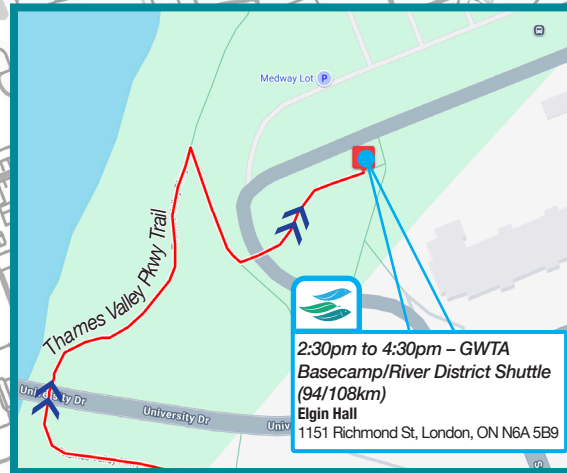 Medway Lot P
Thames Valley Pkwy Trail
University Dr
University Dr
Univ
2:30pm to 4:30pm – GWTA
Basecamp/River District Shuttle
(94/108km)
Elgin Hall
1151 Richmond St, London, ON N6A 5B9